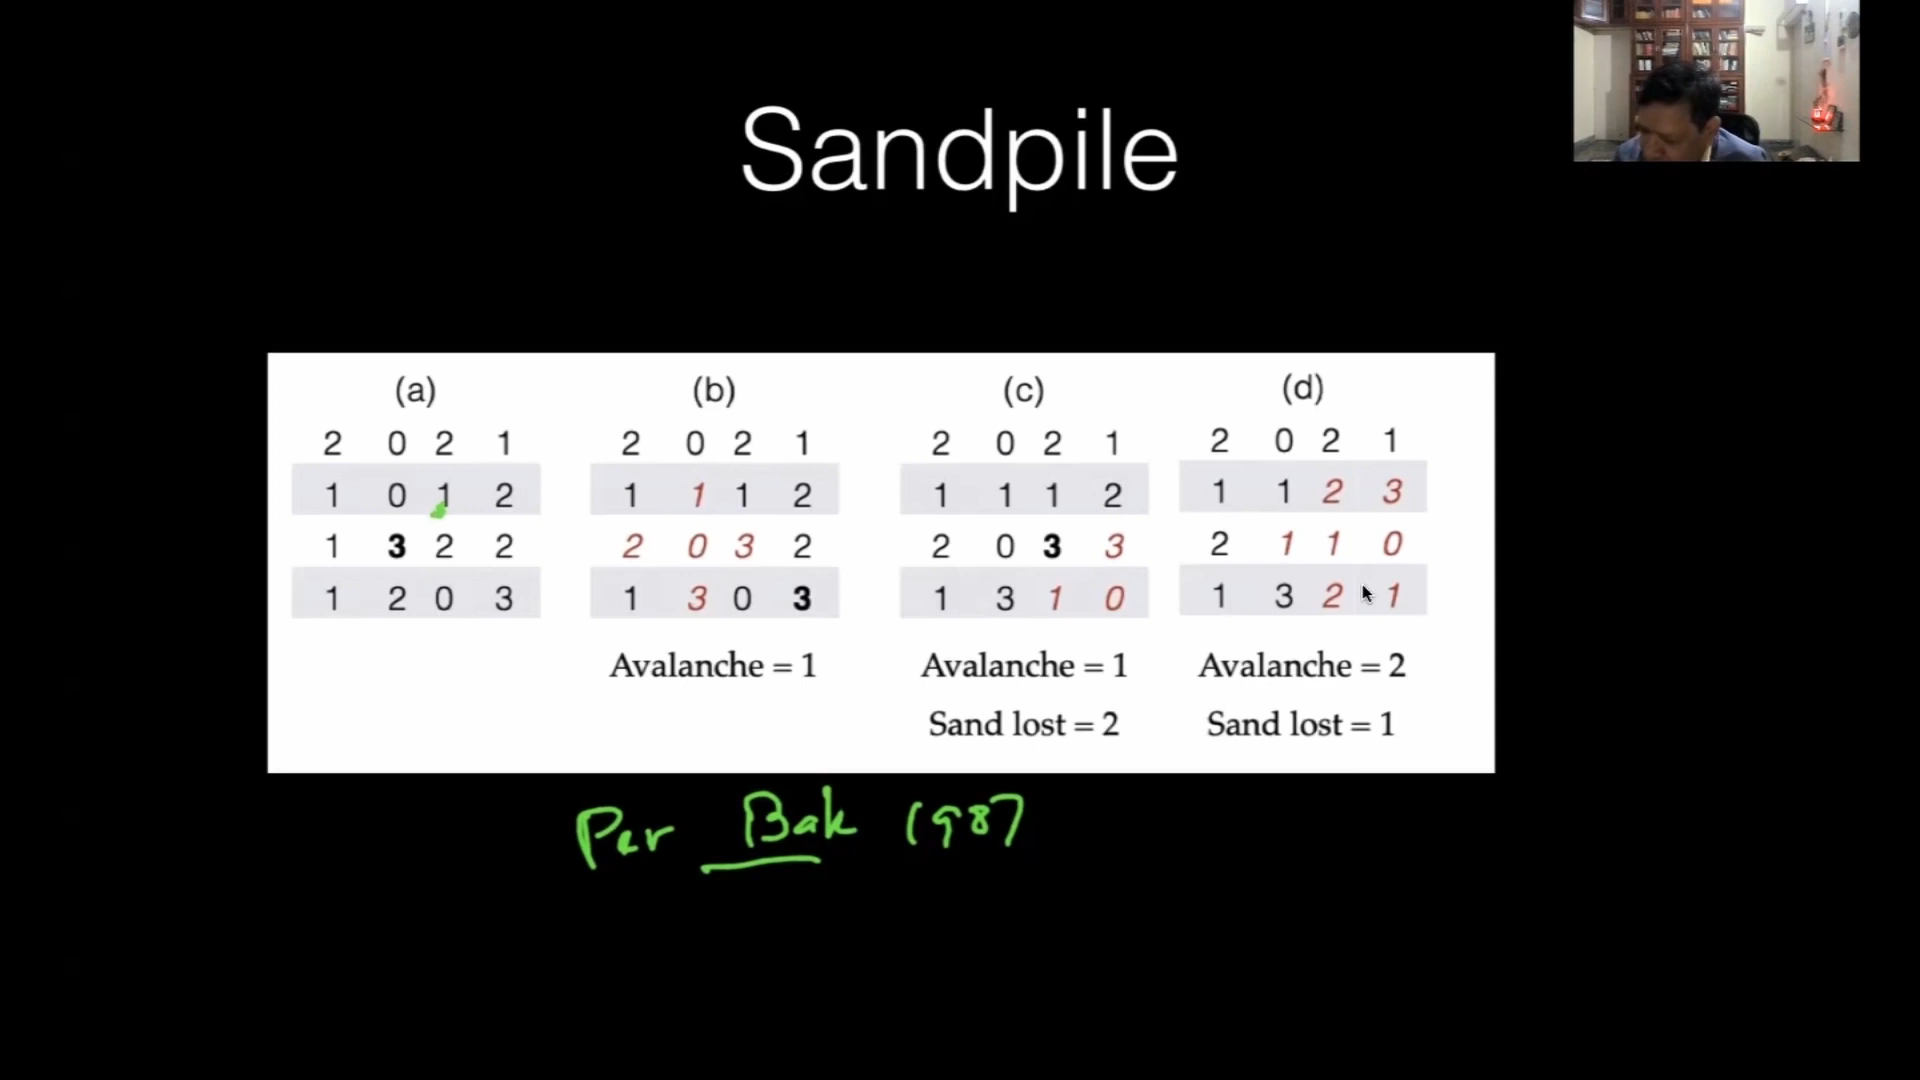 Sandpile
(a) (b) (c) (d)
2 0 2 1 2 0 2 1 2 0 2 1 2 0 2 1
1 0 1 2 1 1 1 2 1 1 1 2 1 1 2 3
1 3 2 2 2 0 3 2 2 0 3 3 2 1 1 0
1 2 0 3 1 3 0 3 1 3 1 0 1 3 2 1
Avalanche = 1 Avalanche = 1 Avalanche = 2
Sand lost = 2 Sand lost = 1
Per Bak 1987